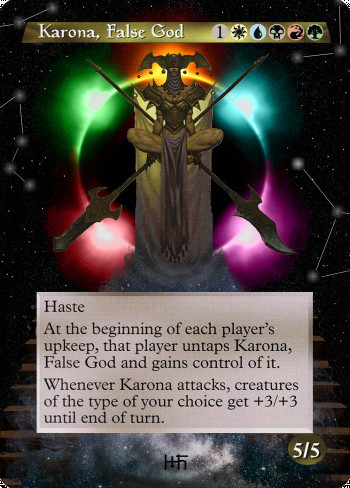 Karona, False God 1
Haste
At the beginning of each player's
upkeep, that player untaps Karona,
False God and gains control of it.
Whenever Karona attacks, creatures
of the type of your choice get +3/+3
until end of turn.
5/5